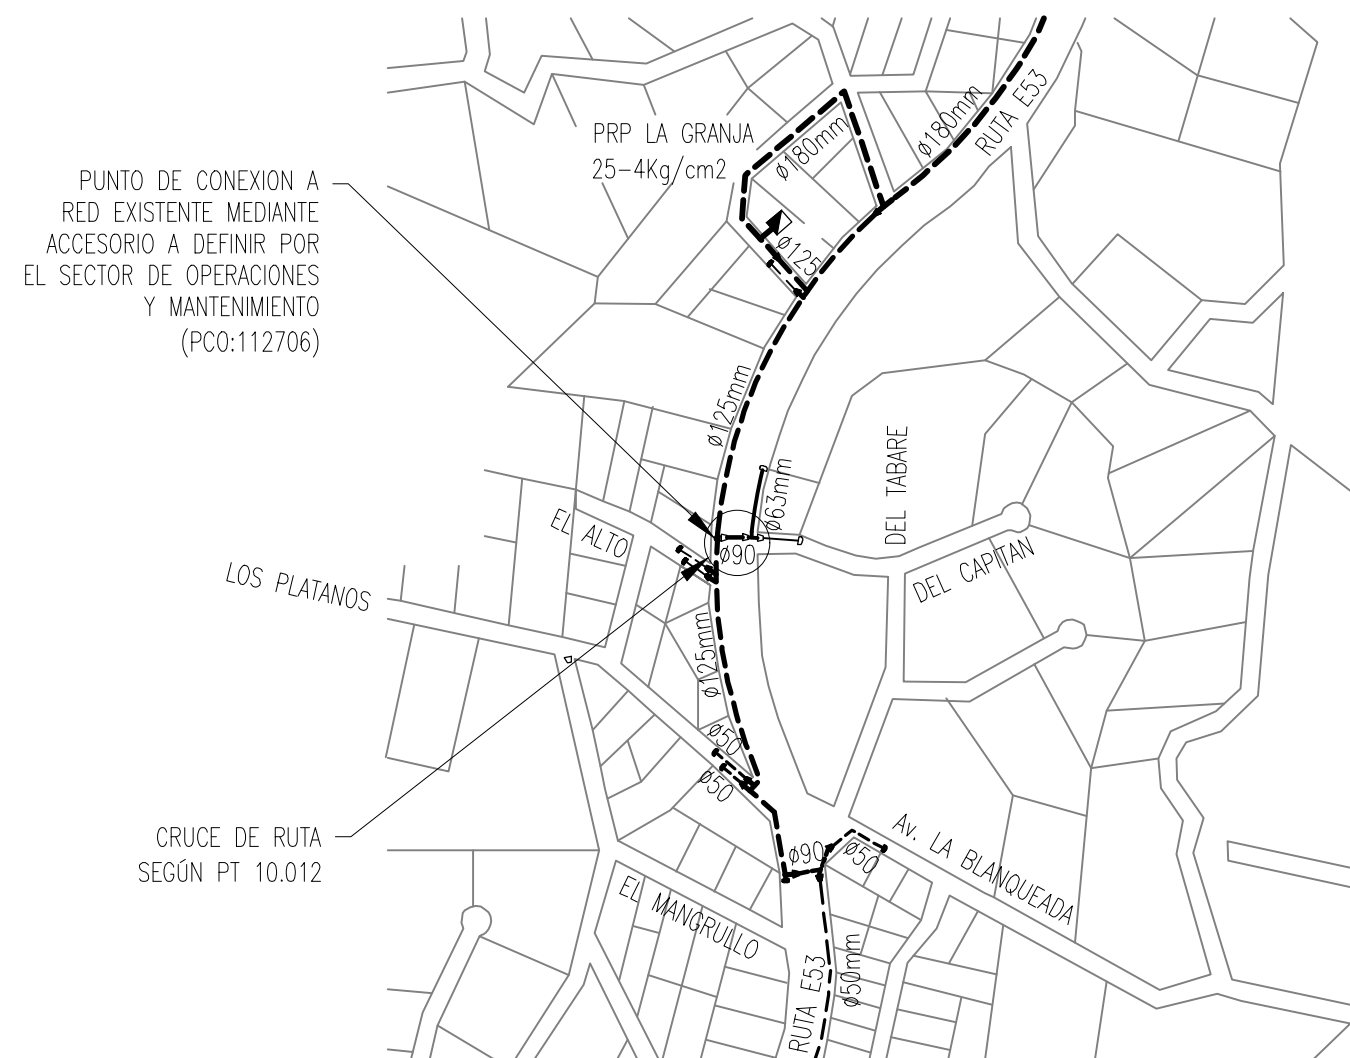 RUTA E53
ø180mm
PRP LA GRANJA
25-4Kg/cm2
ø180mm
PUNTO DE CONEXION A
RED EXISTENTE MEDIANTE
ACCESORIO A DEFINIR POR
EL SECTOR DE OPERACIONES
Y MANTENIMIENTO
(PCO:112706)
ø125
ø125mm
DEL TABARE
ø63mm
EL ALTO
ø90
DEL CAPITAN
LOS PLATANOS
ø125mm
ø50
ø50
CRUCE DE RUTA
SEGÚN PT 10.012
ø90
ø50
Av. LA BLANQUEADA
EL MANGRULLO
RUTA E53
ø50mm